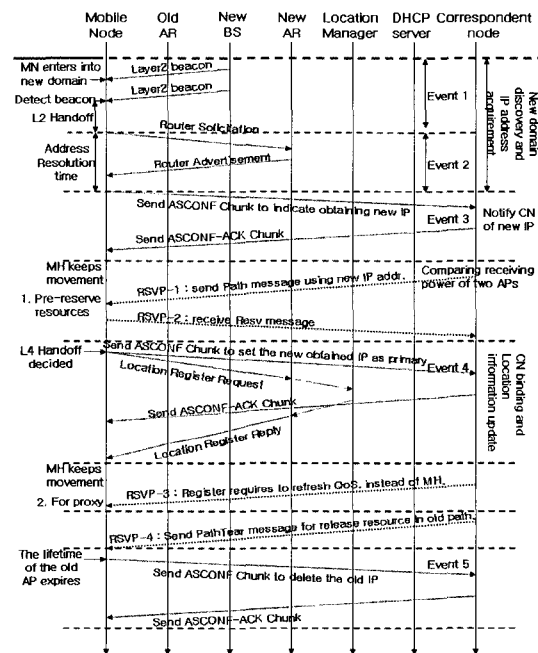 Mobile Node
Old AR
New BS
New AR
Location Manager
DHCP server
Correspondent node
MN enters into new domain
Layer2 beacon
Layer2 beacon
Detect beacon
L2 Handoff
Event 1
New domain discovery and IP address acquirement
Router Solicitation
Address Resolution time
Router Advertisement
Event 2
Send ASCONF Chunk to indicate obtaining new IP
Event 3
Notify CN of new IP
Send ASCONF-ACK Chunk
MH keeps movement
RSVP-1 : send Path message using new IP addr.
Comparing receiving power of two APs
1. Pre-reserve resources
RSVP-2 : receive Resv message
L4 Handoff decided
Send ASCONF Chunk to set the new obtained IP as primary
Event 4
Location Register Request
CN binding and Location information update
Send ASCONF-ACK Chunk
Location Register Reply
MH keeps movement
RSVP-3 : Register requires to refresh QoS. instead of MH.
2. For proxy
RSVP-4 : Send PathTear message for release resource in old path.
The lifetime of the old AP expires
Event 5
Send ASCONF Chunk to delete the old IP
Send ASCONF-ACK Chunk